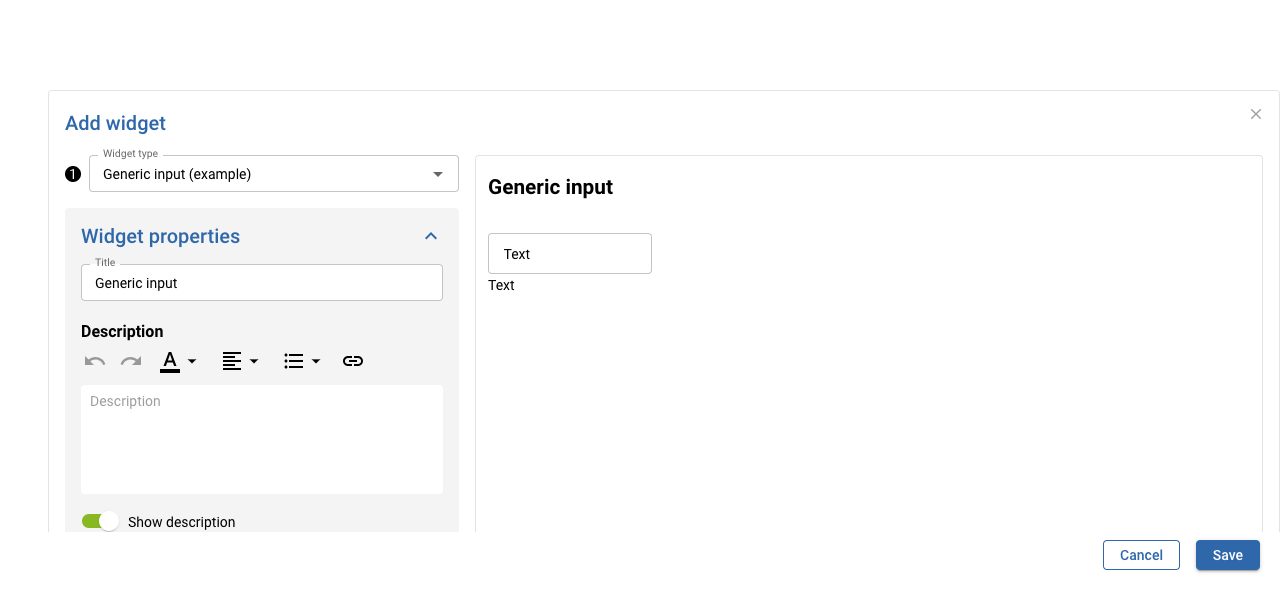 Add widget
Widget type
1 Generic input (example)
Widget properties
Title
Generic input
Description
A
Description
Show description
Generic input
Text
Text
Cancel
Save